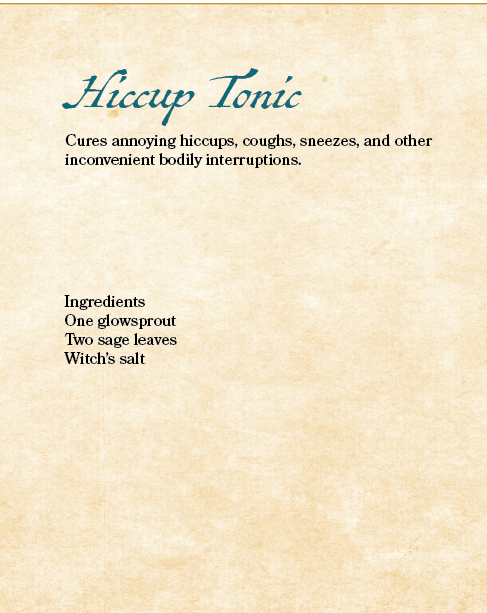 Hiccup Tonic
Cures annoying hiccups, coughs, sneezes, and other
inconvenient bodily interruptions.
Ingredients
One glowsprout
Two sage leaves
Witch’s salt